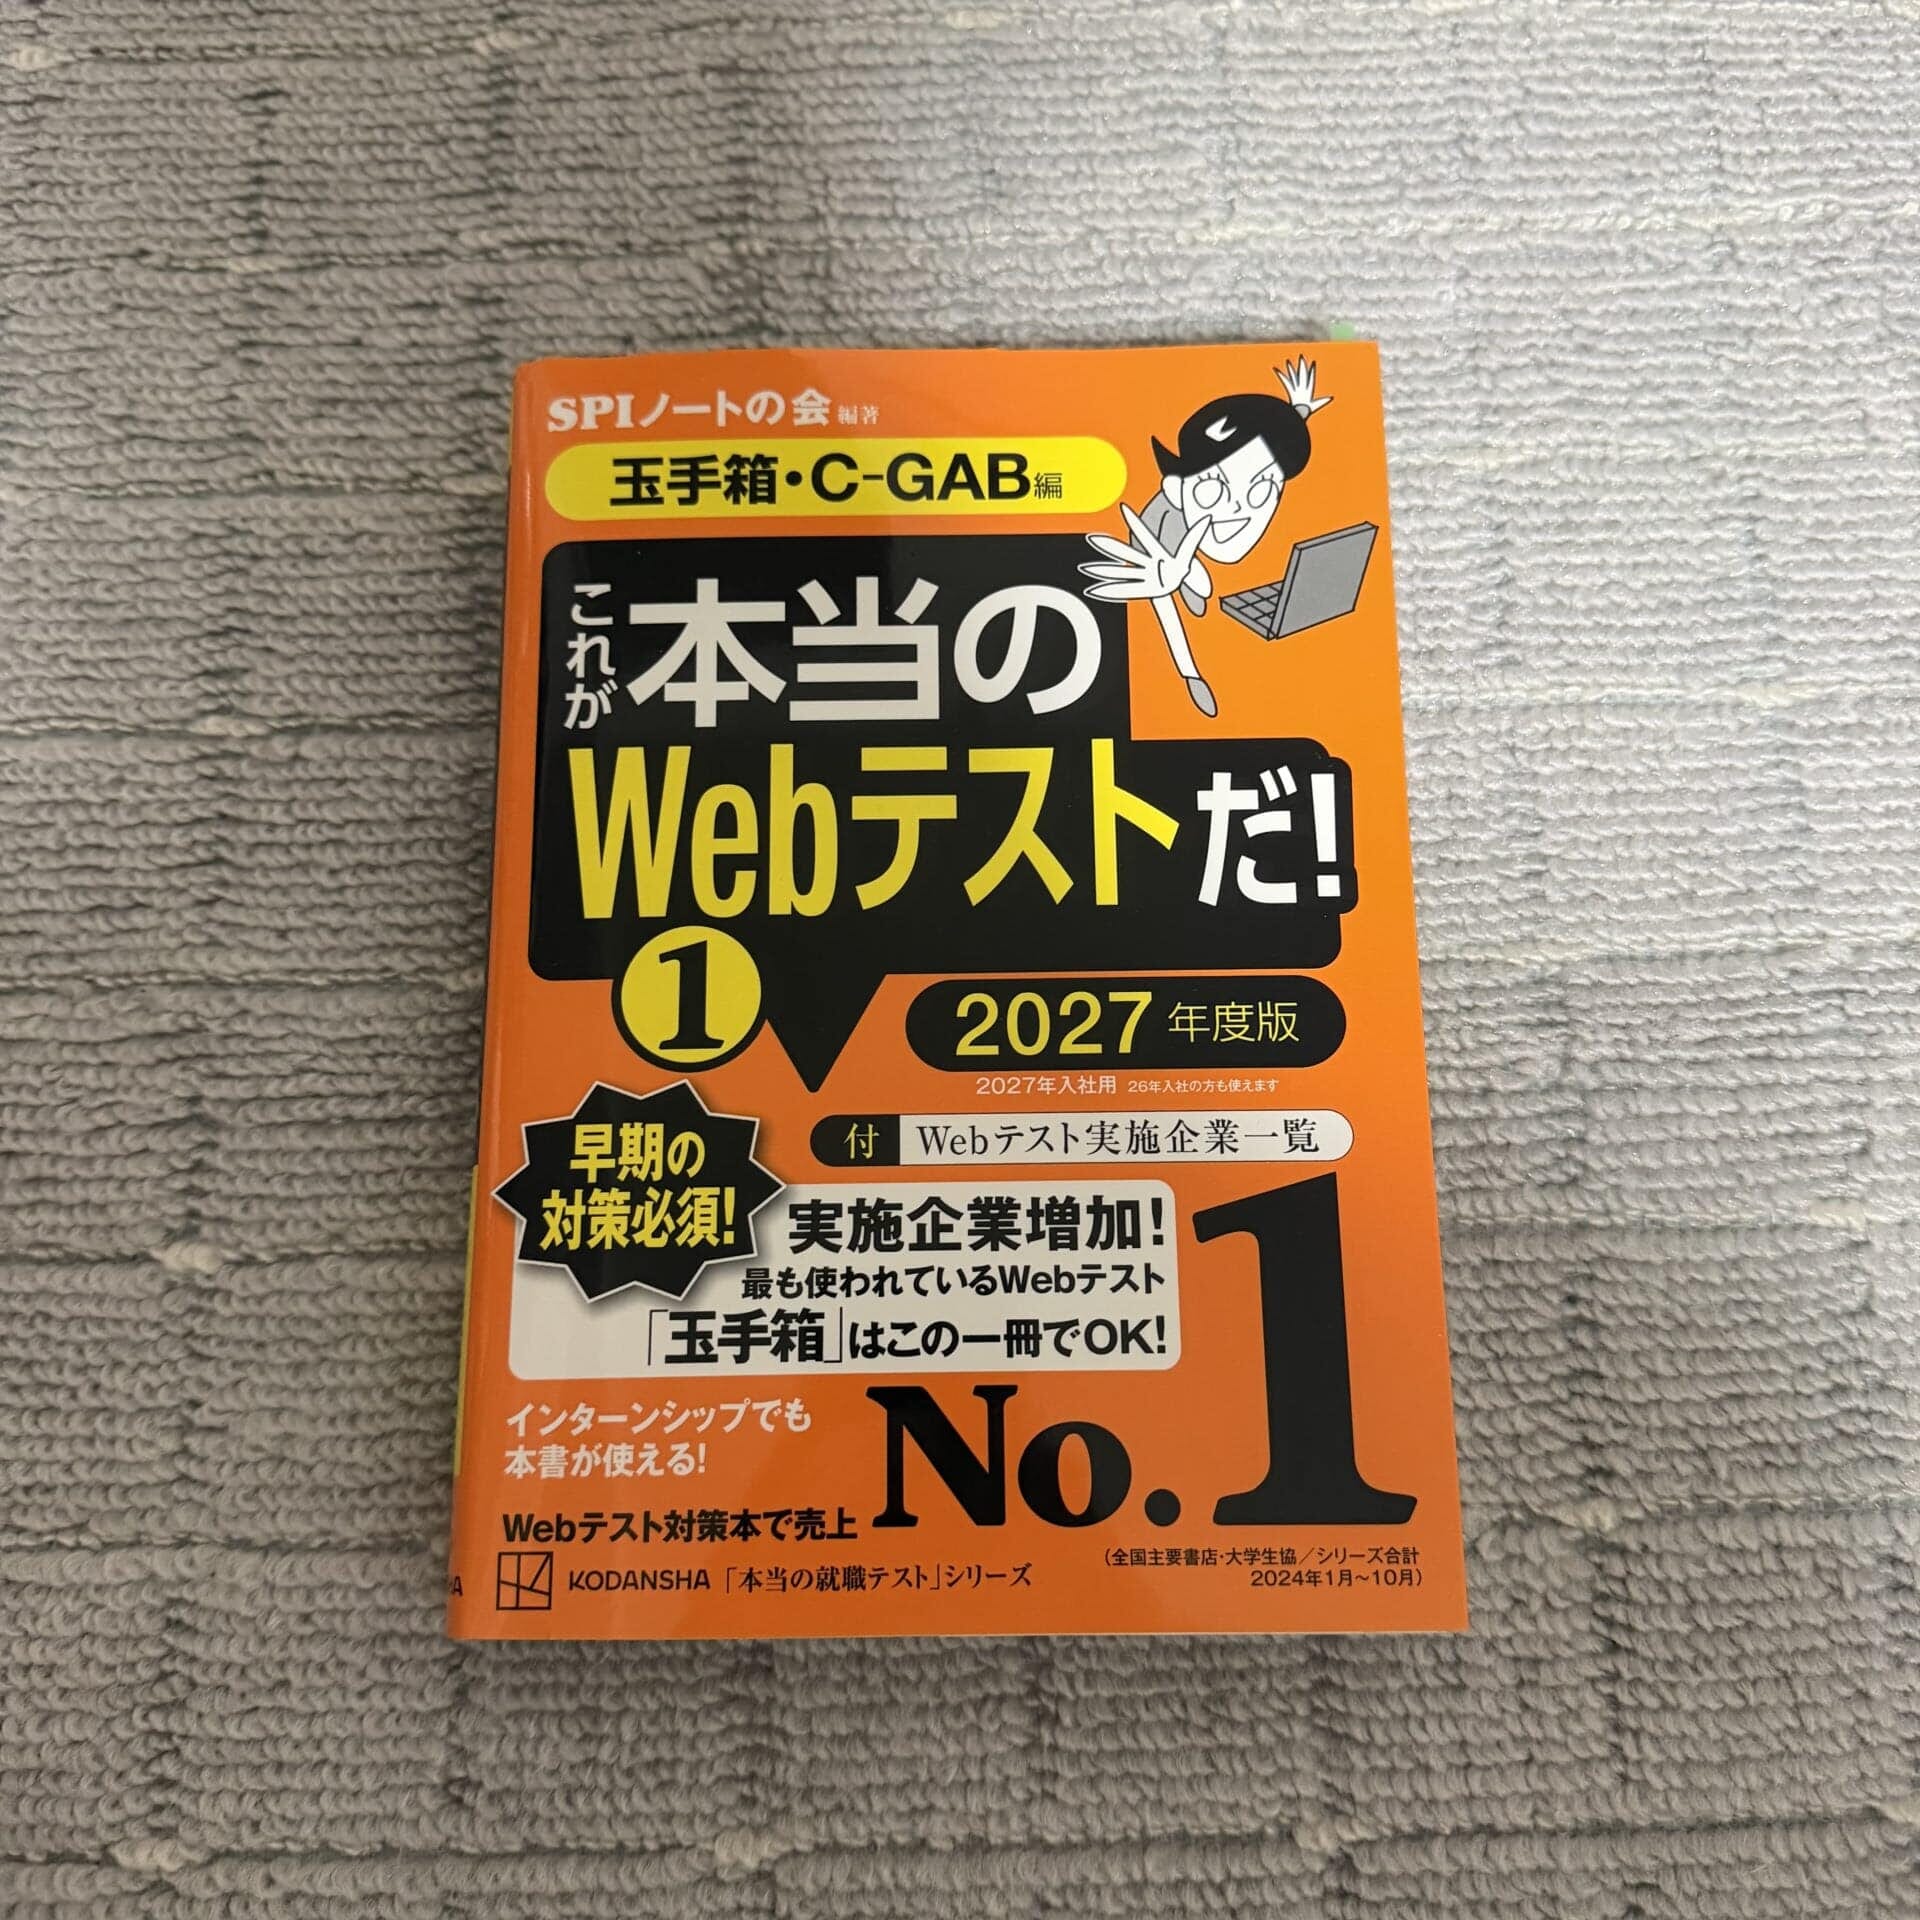 SPIノートの会 編著
玉手箱・C-GAB編
これが本当の
Webテストだ!
1
2027年度版
2027年入社用 26年入社の方も使えます
付 Webテスト実施企業一覧
早期の
対策必須!
実施企業増加!
最も使われているWebテスト
「玉手箱」はこの一冊でOK!
インターンシップでも
本書が使える!
Webテスト対策本で売上
No.1
(全国主要書店・大学生協/シリーズ合計
2024年1月~10月)
KODANSHA 「本当の就職テスト」シリーズ